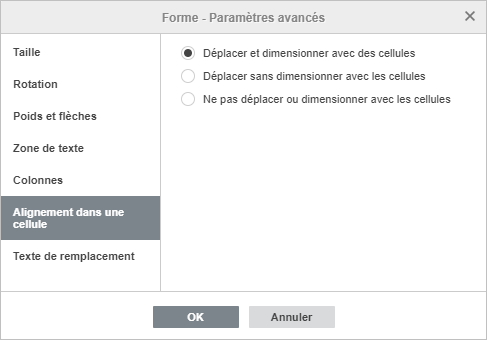 Forme - Paramètres avancés
Taille
Rotation
Poids et flèches
Zone de texte
Colonnes
Alignement dans une
cellule
Texte de remplacement
Déplacer et dimensionner avec des cellules
Déplacer sans dimensionner avec les cellules
Ne pas déplacer ou dimensionner avec les cellules
OK
Annuler